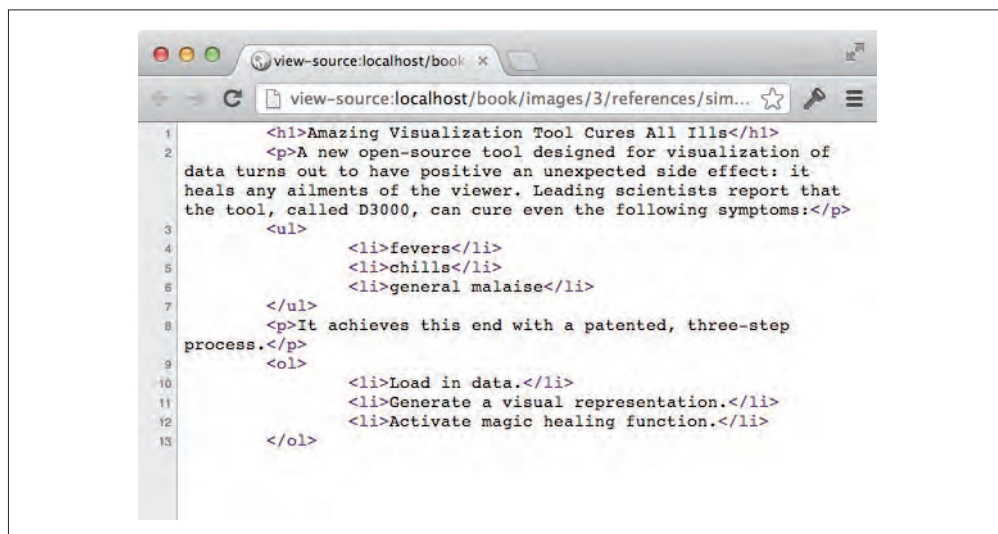 view-source:localhost/book
view-source:localhost/book/images/3/references/sim...
1 <h1>Amazing Visualization Tool Cures All Ills</h1>
2 <p>A new open-source tool designed for visualization of
data turns out to have positive an unexpected side effect: it
heals any ailments of the viewer. Leading scientists report that
the tool, called D3000, can cure even the following symptoms:</p>
3 <ul>
4 <li>fevers</li>
5 <li>chills</li>
6 <li>general malaise</li>
7 </ul>
8 <p>It achieves this end with a patented, three-step
process.</p>
9 <ol>
10 <li>Load in data.</li>
11 <li>Generate a visual representation.</li>
12 <li>Activate magic healing function.</li>
13 </ol>